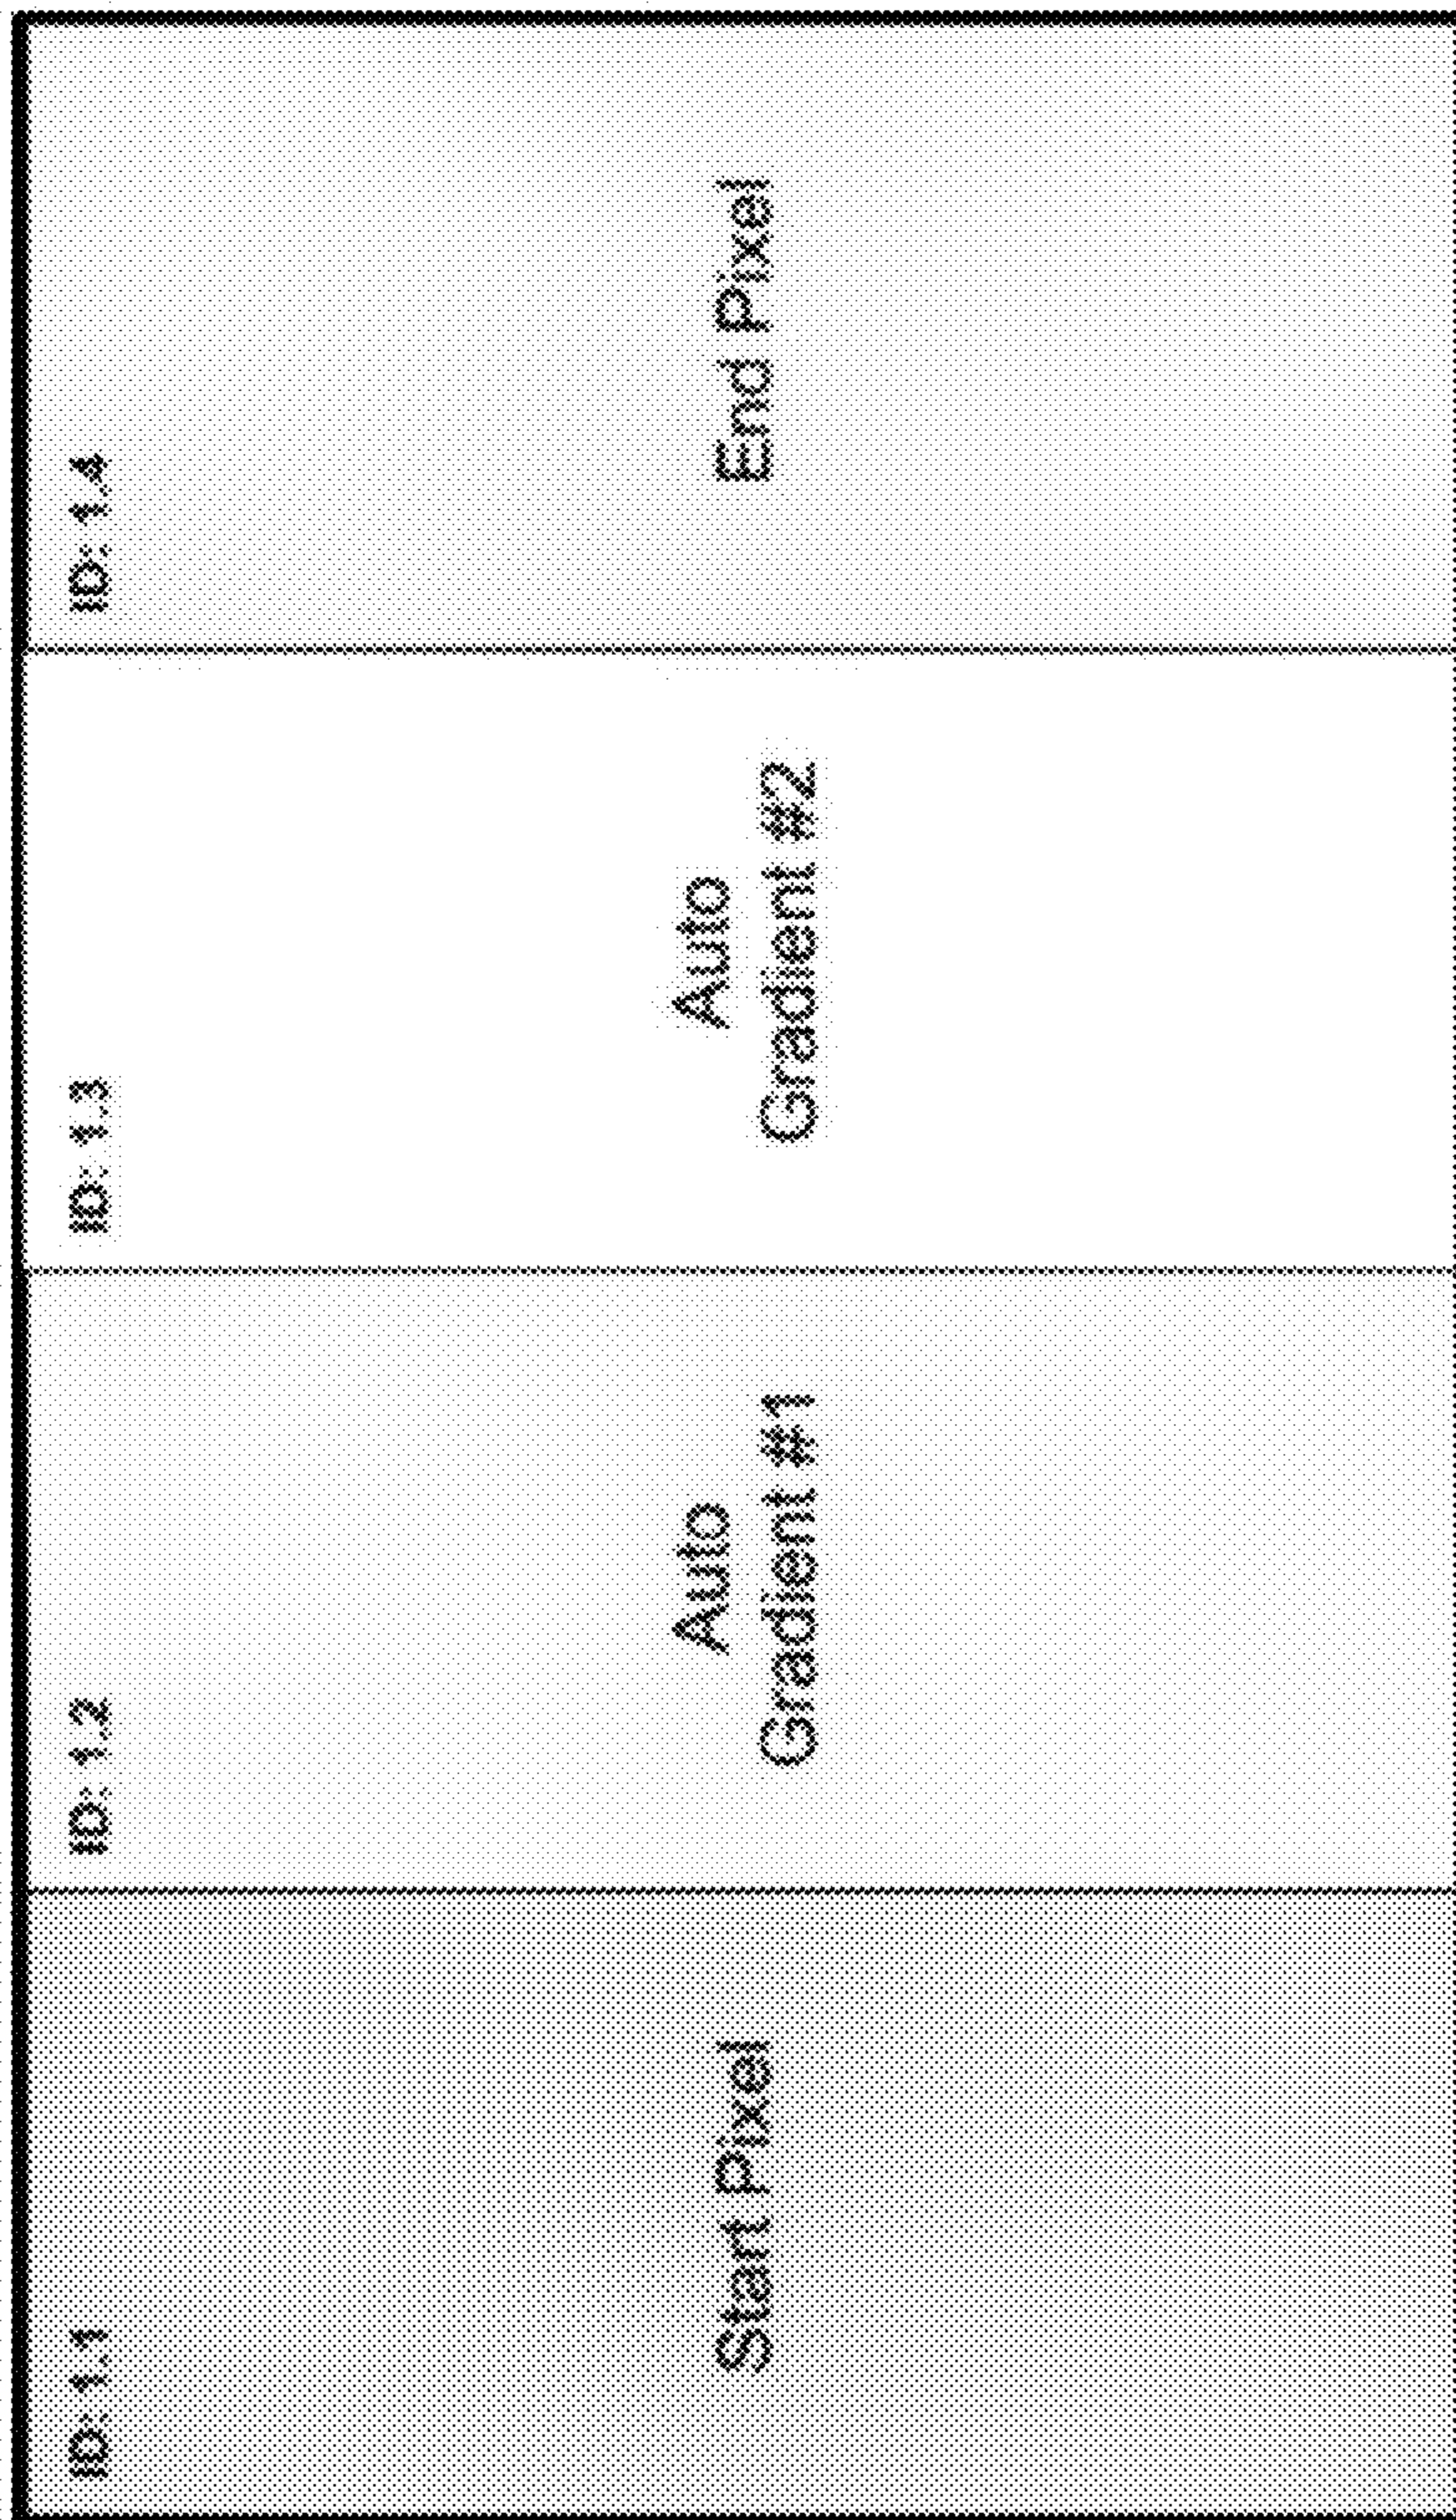 ID: 1.1
Start Pixel
ID: 1.2
Auto
Gradient #1
ID: 1.3
Auto
Gradient #2
ID: 1.4
End Pixel